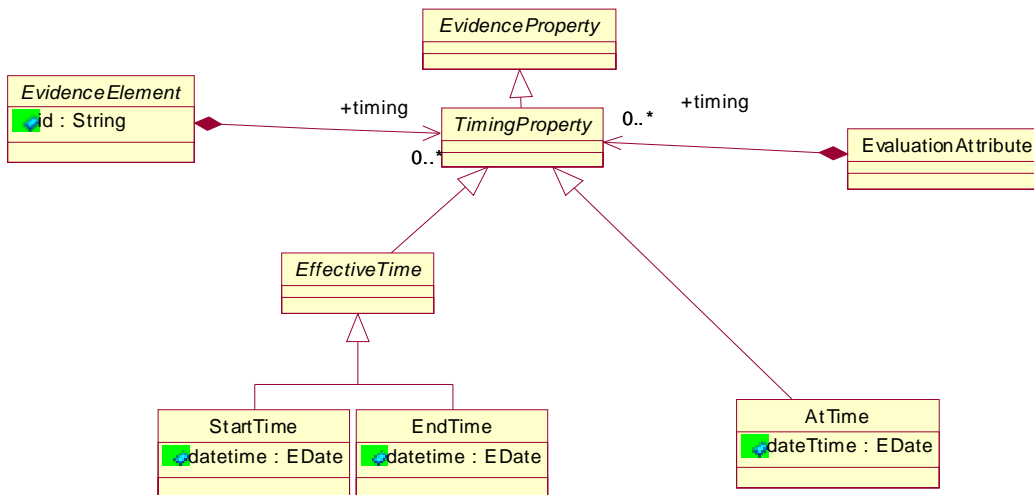 EvidenceProperty
EvidenceElement
id : String
+timing
0..*
TimingProperty
+timing
0..*
EvaluationAttribute
EffectiveTime
StartTime
datetime : EDate
EndTime
datetime : EDate
AtTime
dateTtime : EDate